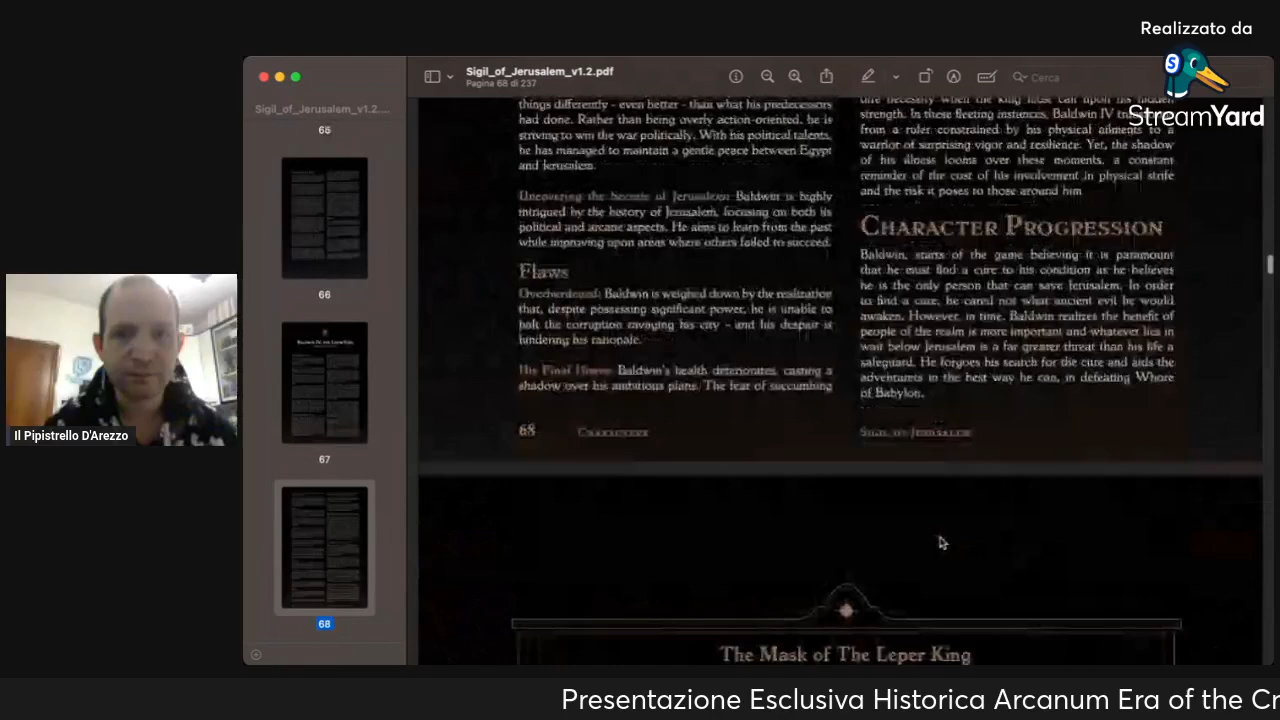 Realizzato da
StreamYard
Sigil_of_Jerusalem_v1.2.pdf
Pagina 68 di 237
Cerca
Sigil_of_Jerusalem_v1.2....
66
67
68
things differently - even better - than what his predecessors
had done. Rather than being overly action-oriented, he is
striving to win the war politically. With his political talents,
he has managed to maintain a gentle peace between Egypt
and Jerusalem.
Uncovering the Secrets of Jerusalem: Baldwin is highly
intrigued by the history of Jerusalem, focusing on both its
political and arcane aspects. He aims to learn from the past
while improving upon areas where others failed to succeed.
Flaws
Overburdened: Baldwin is weighed down by the realization
that, despite possessing significant power, he is unable to
halt the corruption ravaging his city - and his despair is
hindering his rationale.
His Final Hours: Baldwin's health deteriorates, casting a
shadow over his ambitious plans. The fear of succumbing
68
Character
dire necessity when the king must call upon his hidden
strength. In these fleeting instances, Baldwin IV
from a ruler constrained by his physical ailments to a
warrior of surprising vigor and resilience. Yet, the shadow
of his illness looms over these moments, a constant
reminder of the cost of his involvement in physical strife
and the risk it poses to those around him
Character Progression
Baldwin, starts of the game believing it is paramount
that he must find a cure to his condition as he believes
he is the only person that can save Jerusalem. In order
to find a cure, he cared not what ancient evil he would
awaken. However, in time, Baldwin realizes the benefit of
people of the realm is more important and whatever lies in
wait below Jerusalem is a far greater threat than his life a
safeguard. He forgoes his search for the cure and aids the
adventurers in the best way he can, in defeating Whore
of Babylon.
Sigil of Jerusalem
The Mask of The Leper King
Il Pipistrello D'Arezzo
Presentazione Esclusiva Historica Arcanum Era of the Cr